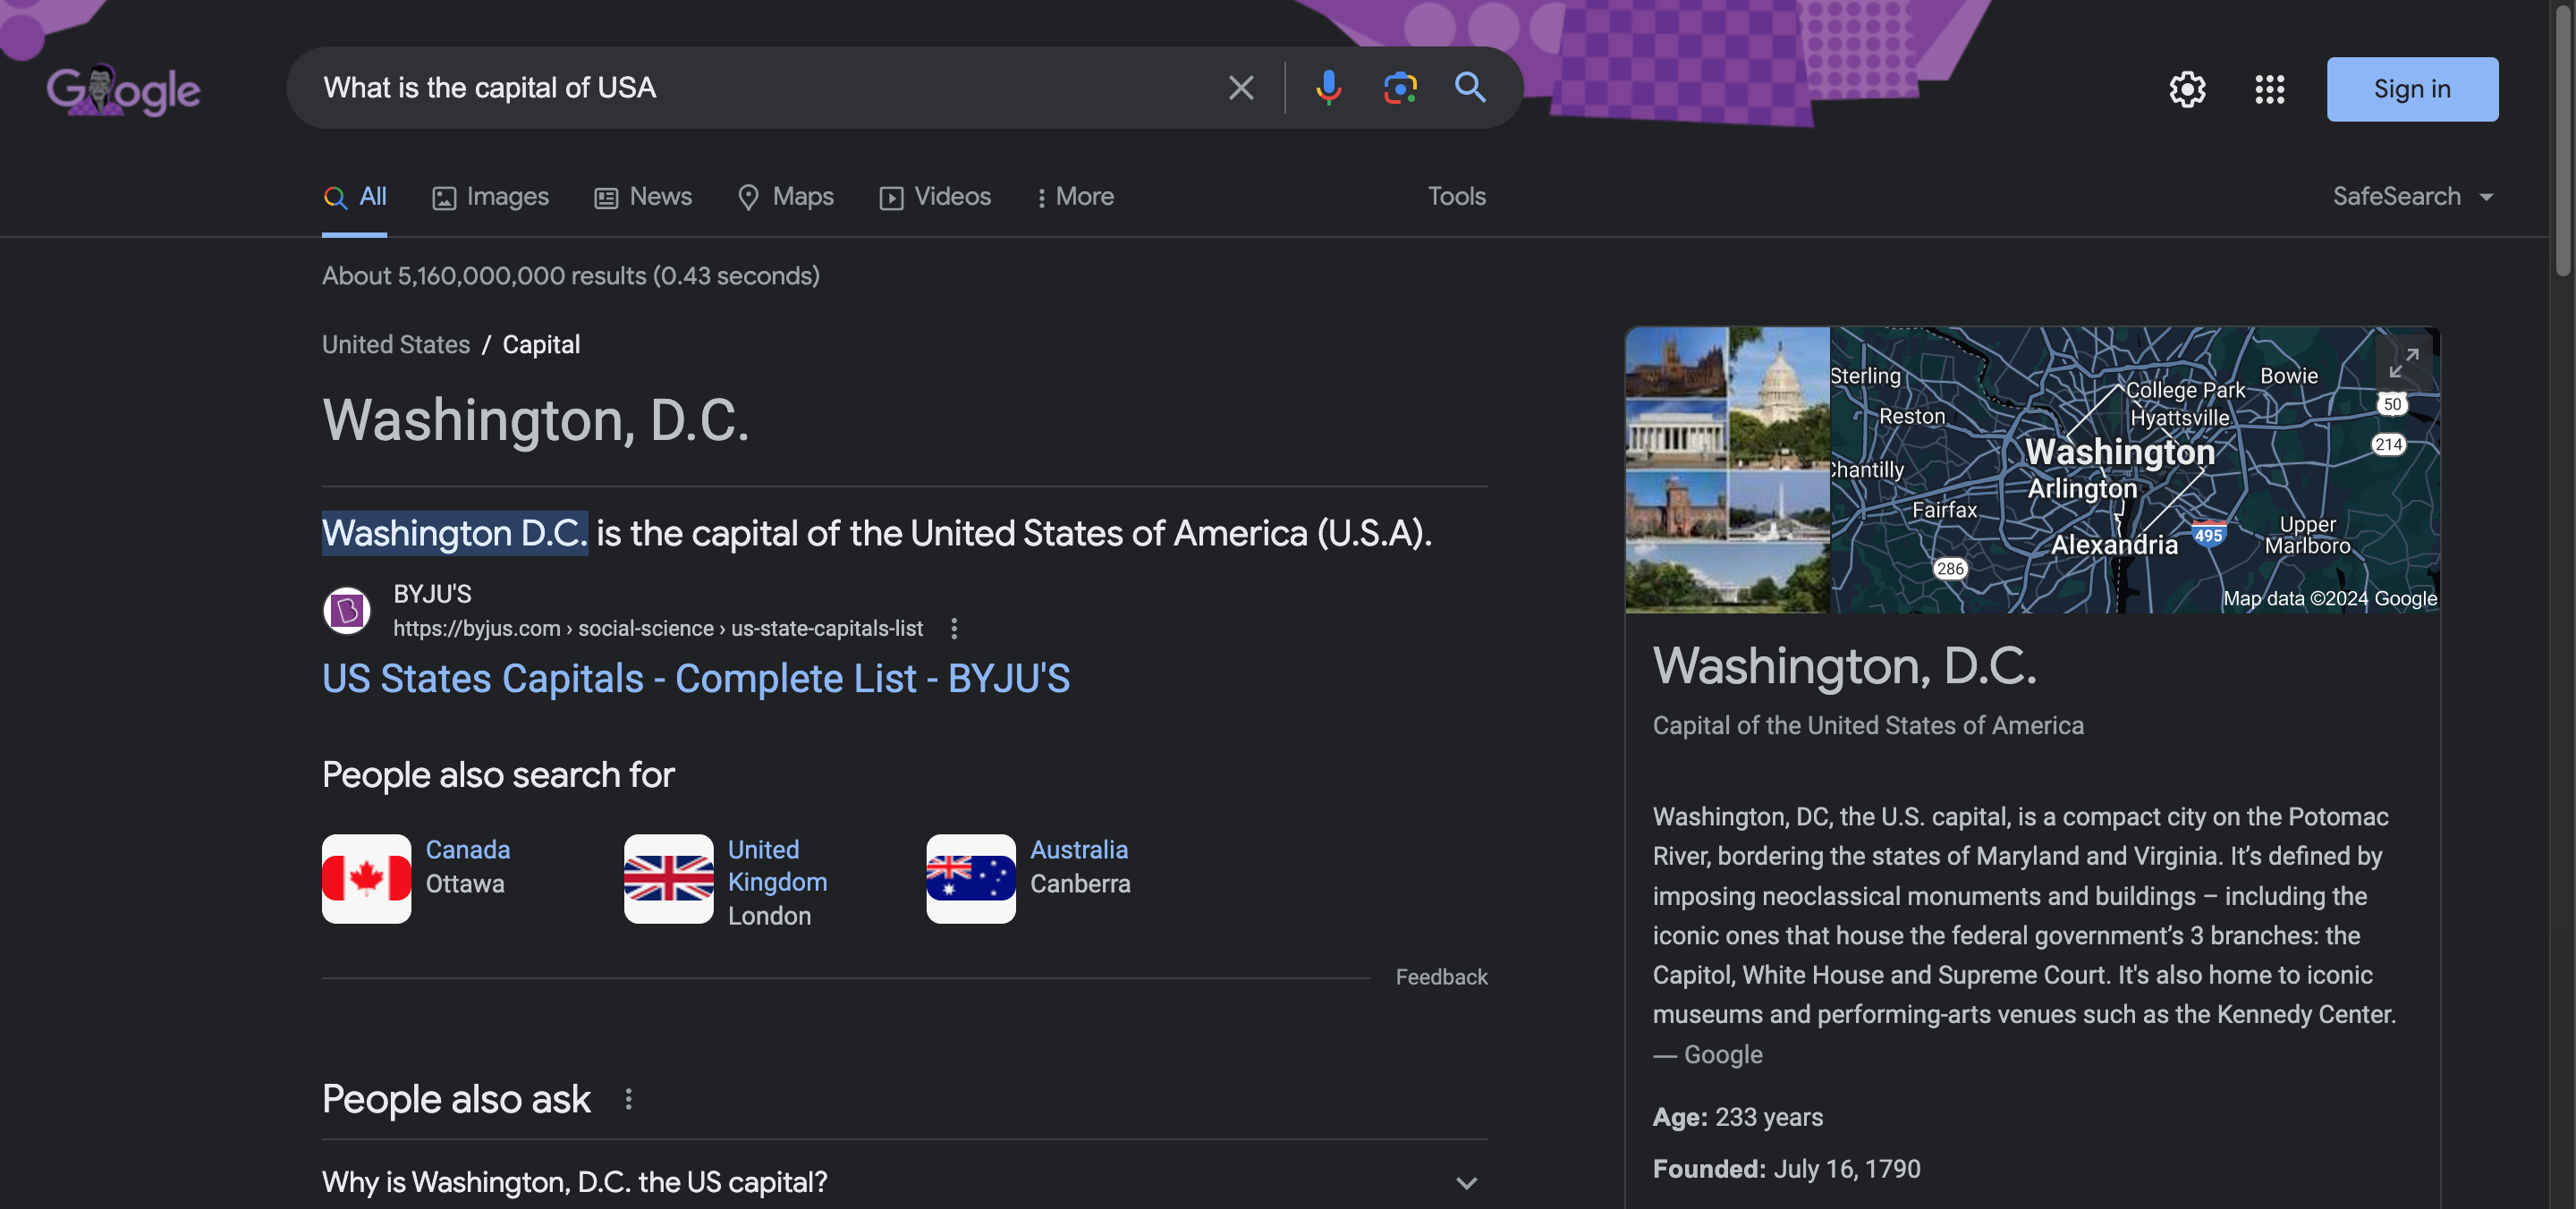 Google
What is the capital of USA
Sign in
All
Images
News
Maps
Videos
More
Tools
SafeSearch
About 5,160,000,000 results (0.43 seconds)
United States / Capital
Washington, D.C.
Washington D.C. is the capital of the United States of America (U.S.A).
BYJU'S
https://byjus.com › social-science › us-state-capitals-list
US States Capitals - Complete List - BYJU'S
People also search for
Canada
Ottawa
United
Kingdom
London
Australia
Canberra
Feedback
People also ask
Why is Washington, D.C. the US capital?
Sterling
College Park
Bowie
50
Reston
Hyattsville
214
Washington
Chantilly
Arlington
Fairfax
495
Upper
Marlboro
Alexandria
286
Map data ©2024 Google
Washington, D.C.
Capital of the United States of America
Washington, DC, the U.S. capital, is a compact city on the Potomac
River, bordering the states of Maryland and Virginia. It’s defined by
imposing neoclassical monuments and buildings – including the
iconic ones that house the federal government’s 3 branches: the
Capitol, White House and Supreme Court. It's also home to iconic
museums and performing-arts venues such as the Kennedy Center.
— Google
Age: 233 years
Founded: July 16, 1790